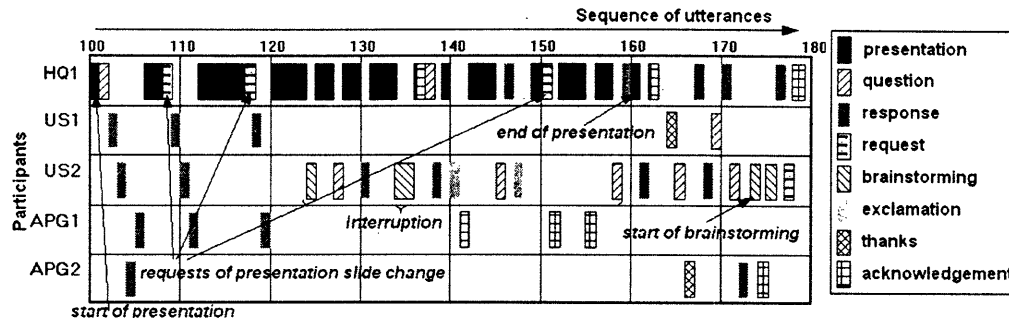 Sequence of utterances
100 110 120 130 140 150 160 170 180
HQ1
US1
US2
APG1
APG2
Participants
end of presentation
Interruption
start of brainstorming
requests of presentation slide change
start of presentation
presentation
question
response
request
brainstorming
exclamation
thanks
acknowledgement